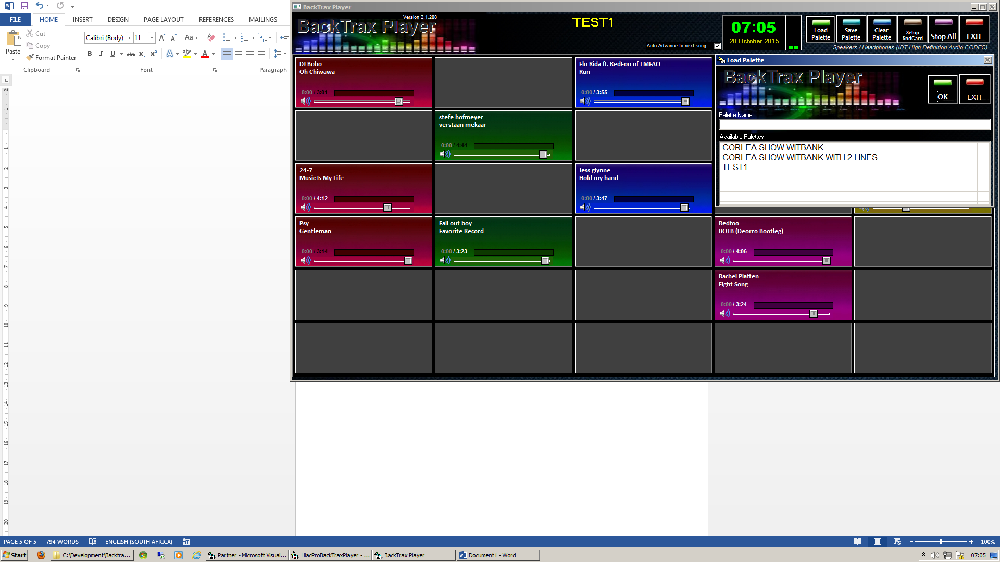 BackTrax Player
FILE
HOME
INSERT
DESIGN
PAGE LAYOUT
REFERENCES
MAILINGS
Paste
Cut
Copy
Format Painter
Calibri (Body)
11
Clipboard
Font
Paragraph
Version 2.1.288
BackTrax Player
TEST1
Auto Advance to next song
07:05
20 October 2015
Load Palette
Save Palette
Clear Palette
Setup SndCard
Stop All
EXIT
Speakers / Headphones (IDT High Definition Audio CODEC)
DJ Bobo
Oh Chiwawa
0:00 / 3:01
Flo Rida ft. RedFoo of LMFAO
Run
0:00 / 3:55
Load Palette
BackTrax Player
OK
EXIT
Palette Name
Available Palettes
CORLEA SHOW WITBANK
CORLEA SHOW WITBANK WITH 2 LINES
TEST1
stefe hofmeyer
verstaan mekaar
0:00 / 4:44
24-7
Music Is My Life
0:00 / 4:12
Jess glynne
Hold my hand
0:00 / 3:47
Psy
Gentleman
0:00 / 3:14
Fall out boy
Favorite Record
0:00 / 3:23
Redfoo
BOTB (Deorro Bootleg)
0:00 / 4:06
Rachel Platten
Fight Song
0:00 / 3:24
PAGE 5 OF 5
794 WORDS
ENGLISH (SOUTH AFRICA)
100%
Start
C:\Development\Backtra...
Partner - Microsoft Visual...
LilacProBackTraxPlayer - ...
BackTrax Player
Document1 - Word
07:05